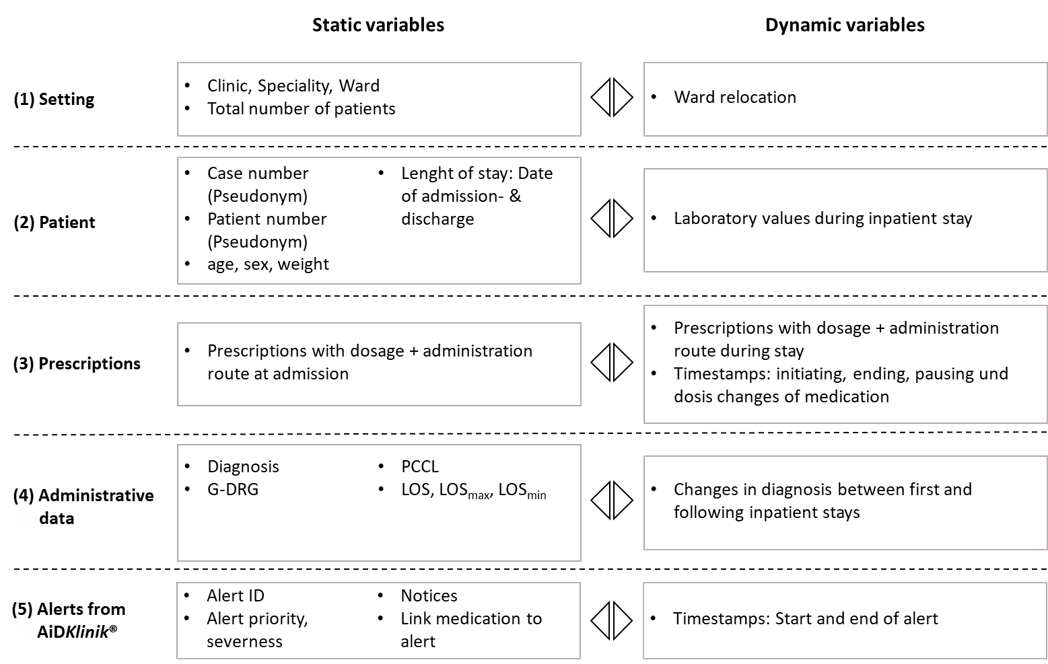 Static variables
Dynamic variables
(1) Setting
• Clinic, Speciality, Ward
• Total number of patients
• Ward relocation
(2) Patient
• Case number
(Pseudonym)
• Patient number
(Pseudonym)
• age, sex, weight
• Lenght of stay: Date
of admission- &
discharge
• Laboratory values during inpatient stay
(3) Prescriptions
• Prescriptions with dosage + administration
route at admission
• Prescriptions with dosage + administration
route during stay
• Timestamps: initiating, ending, pausing und
dosis changes of medication
(4) Administrative
data
• Diagnosis
• G-DRG
• PCCL
• LOS, LOSmax, LOSmin
• Changes in diagnosis between first and
following inpatient stays
(5) Alerts from
AiDKlinik®
• Alert ID
• Alert priority,
severness
• Notices
• Link medication to
alert
• Timestamps: Start and end of alert